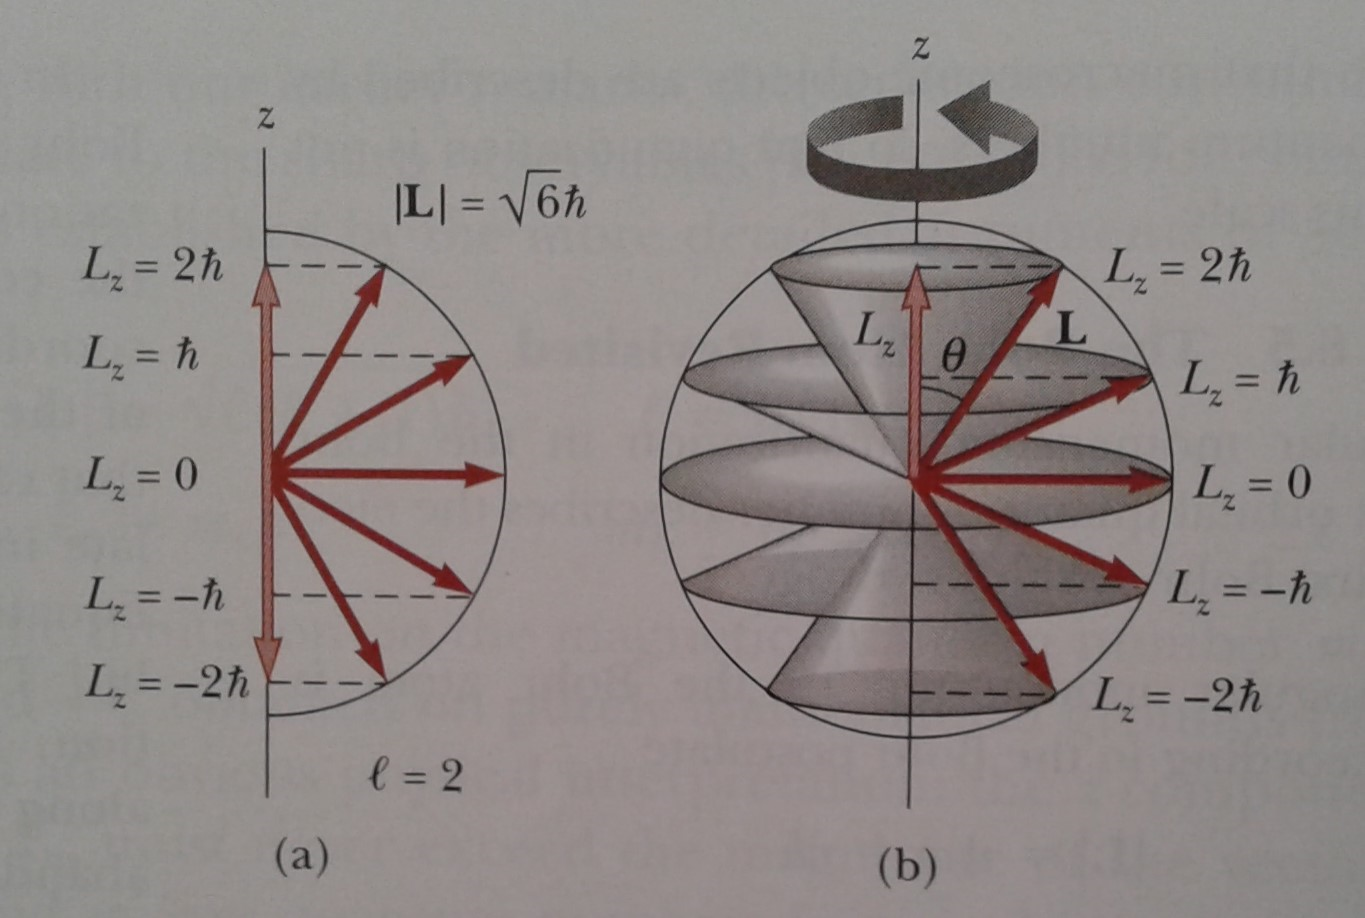 z
|L| = √6ħ
L_z = 2ħ
L_z = ħ
L_z = 0
L_z = −ħ
L_z = −2ħ
ℓ = 2
(a)
z
L_z = 2ħ
L_z
θ
L
L_z = ħ
L_z = 0
L_z = −ħ
L_z = −2ħ
(b)